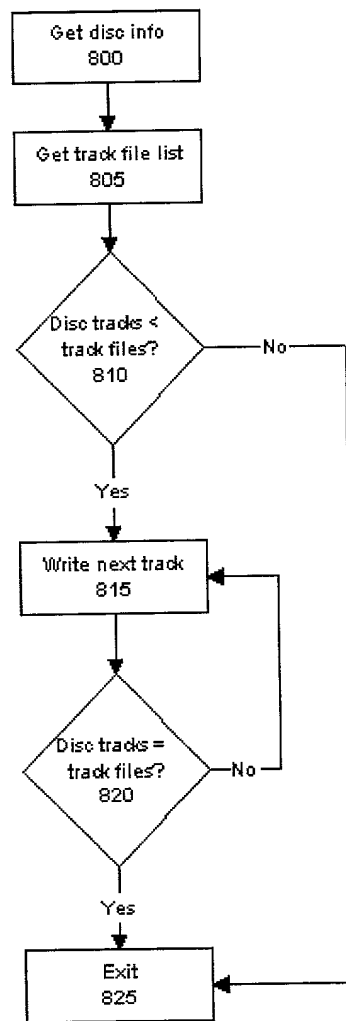 Get disc info
800
Get track file list
805
Disc tracks <
track files?
810
No
Yes
Write next track
815
Disc tracks =
track files?
820
No
Yes
Exit
825